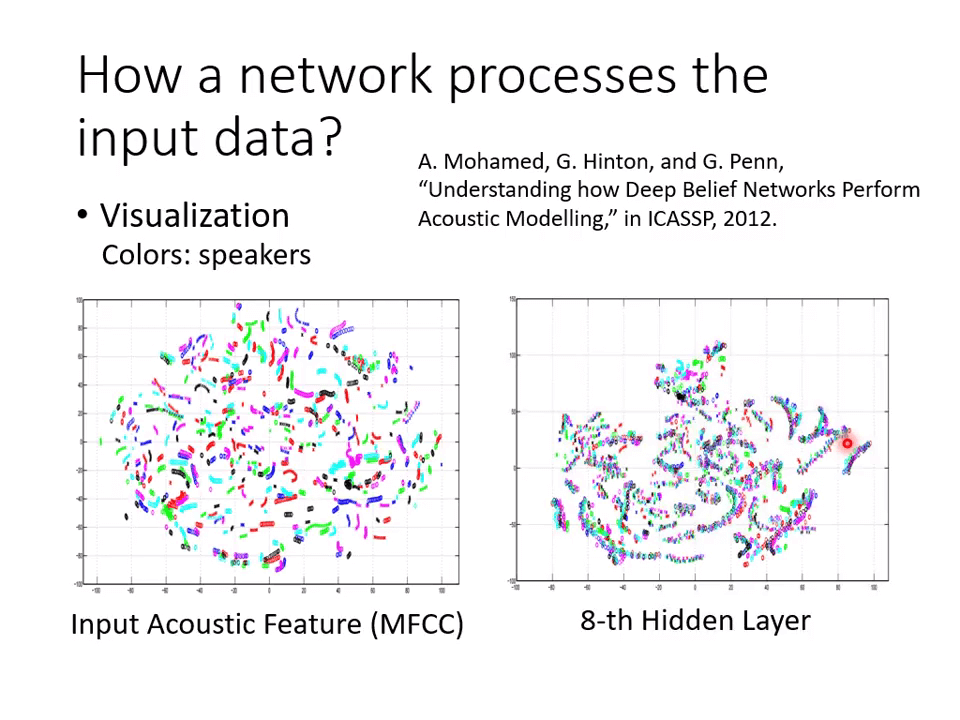 How a network processes the
input data?
A. Mohamed, G. Hinton, and G. Penn,
“Understanding how Deep Belief Networks Perform
Acoustic Modelling,” in ICASSP, 2012.
• Visualization
Colors: speakers
Input Acoustic Feature (MFCC)
8-th Hidden Layer